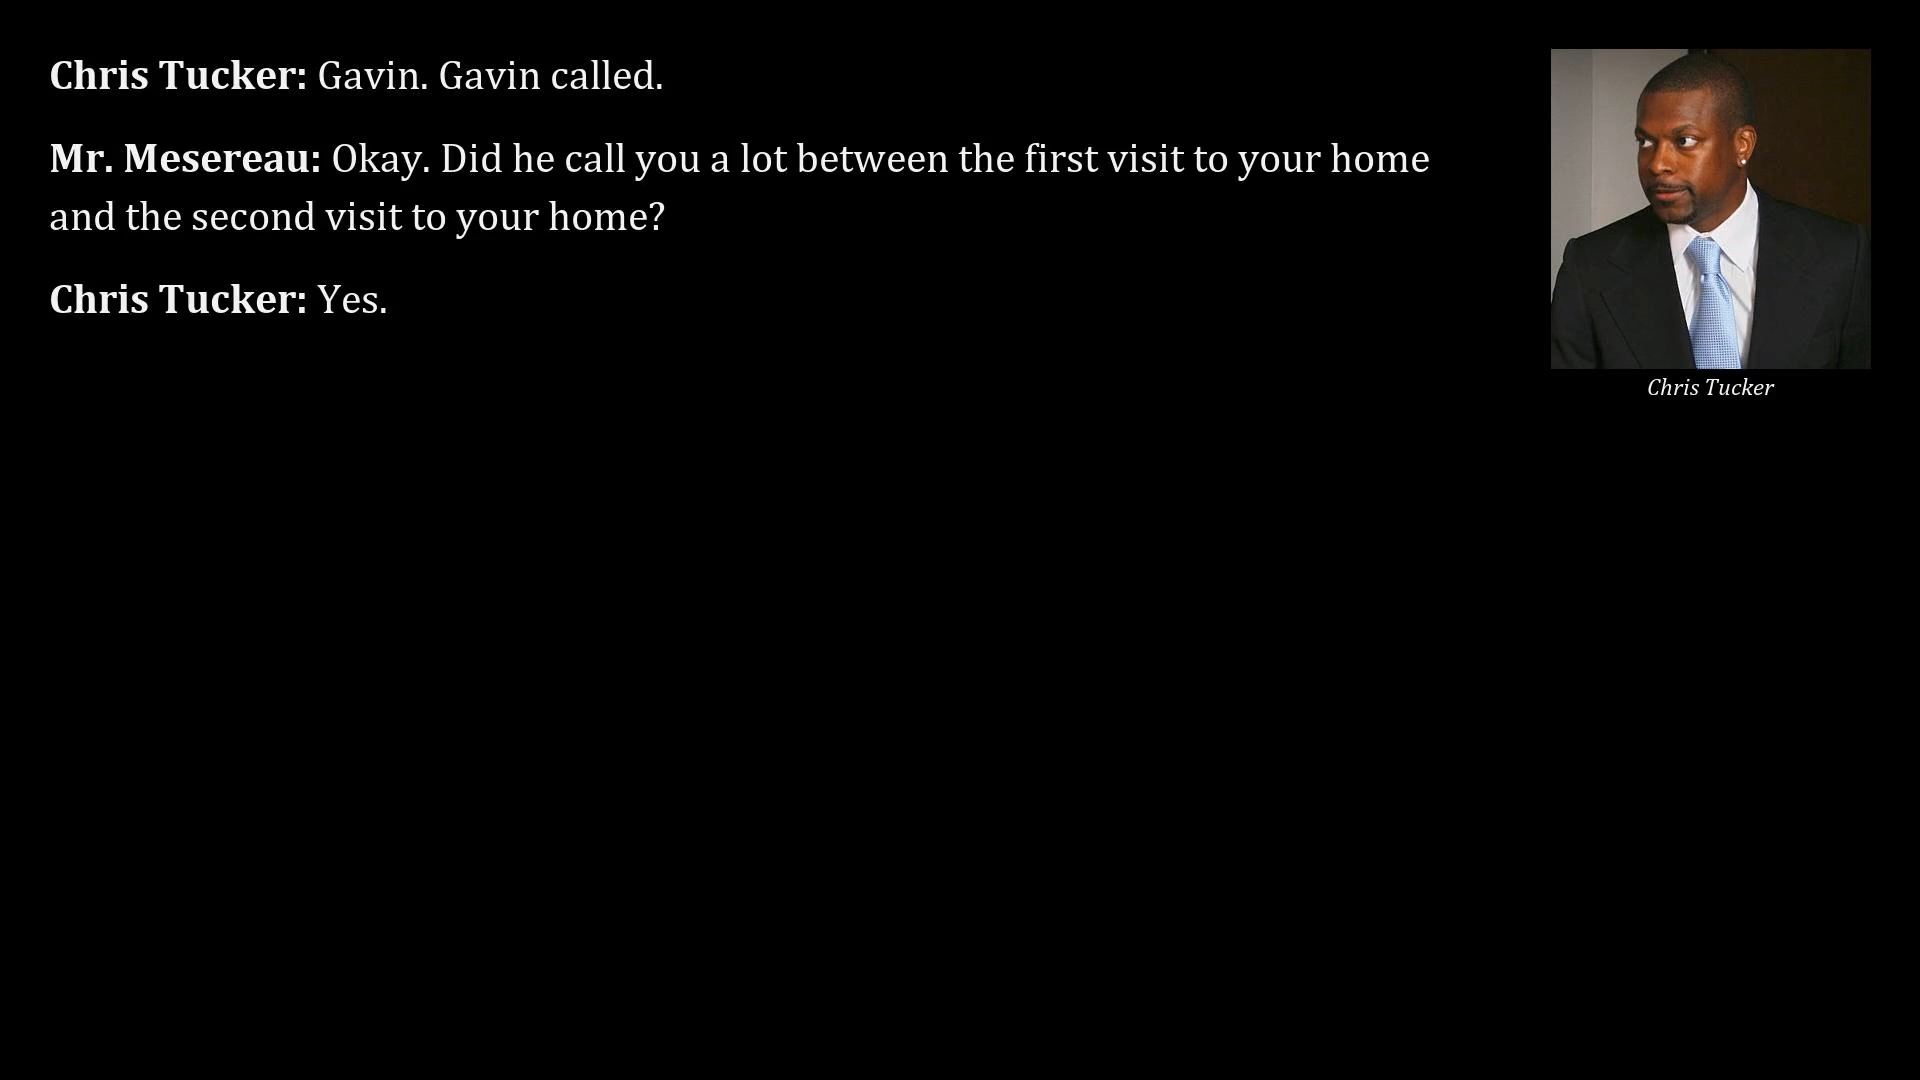 Chris Tucker: Gavin. Gavin called.
Mr. Mesereau: Okay. Did he call you a lot between the first visit to your home
and the second visit to your home?
Chris Tucker: Yes.
Chris Tucker